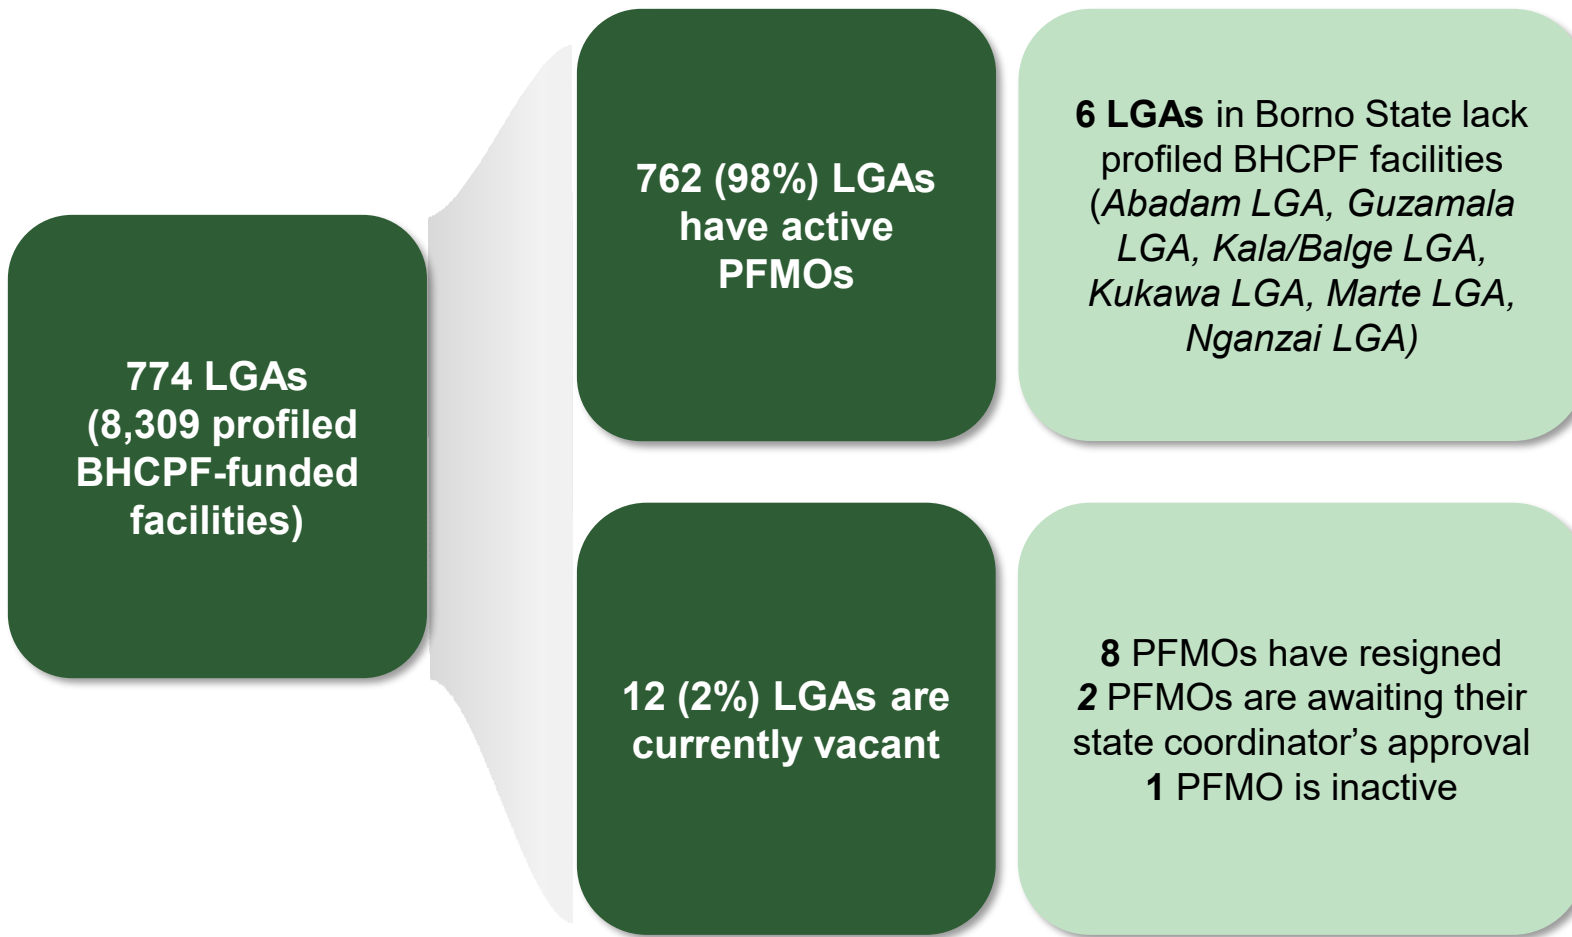 774 LGAs
(8,309 profiled
BHCPF-funded
facilities)
762 (98%) LGAs
have active
PFMOs
6 LGAs in Borno State lack
profiled BHCPF facilities
(Abadam LGA, Guzamala
LGA, Kala/Balge LGA,
Kukawa LGA, Marte LGA,
Nganzai LGA)
12 (2%) LGAs are
currently vacant
8 PFMOs have resigned
2 PFMOs are awaiting their
state coordinator’s approval
1 PFMO is inactive